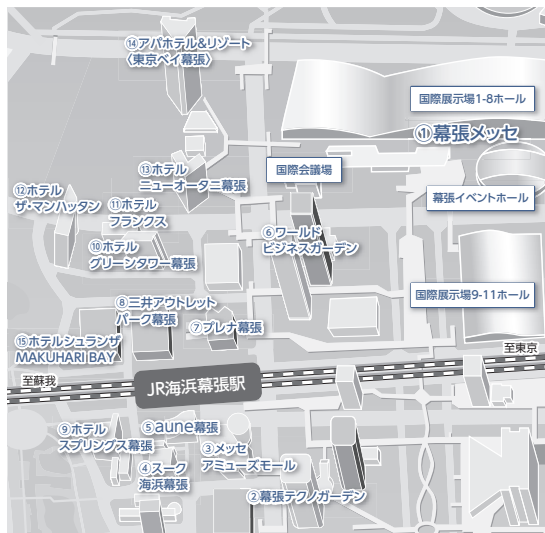 ⑭アパホテル&リゾート
〈東京ベイ幕張〉
国際展示場1-8ホール
①幕張メッセ
国際会議場
⑬ホテル
ニューオータニ幕張
幕張イベントホール
⑫ホテル
ザ・マンハッタン
⑪ホテル
フランクス
⑥ワールド
ビジネスガーデン
⑩ホテル
グリーンタワー幕張
国際展示場9-11ホール
⑧三井アウトレット
パーク幕張
⑦プレナ幕張
⑮ホテルシュランザ
MAKUHARI BAY
至東京
至蘇我
JR海浜幕張駅
⑨ホテル
スプリングス幕張
⑤aune幕張
③メッセ
アミューズモール
④スーク
海浜幕張
②幕張テクノガーデン